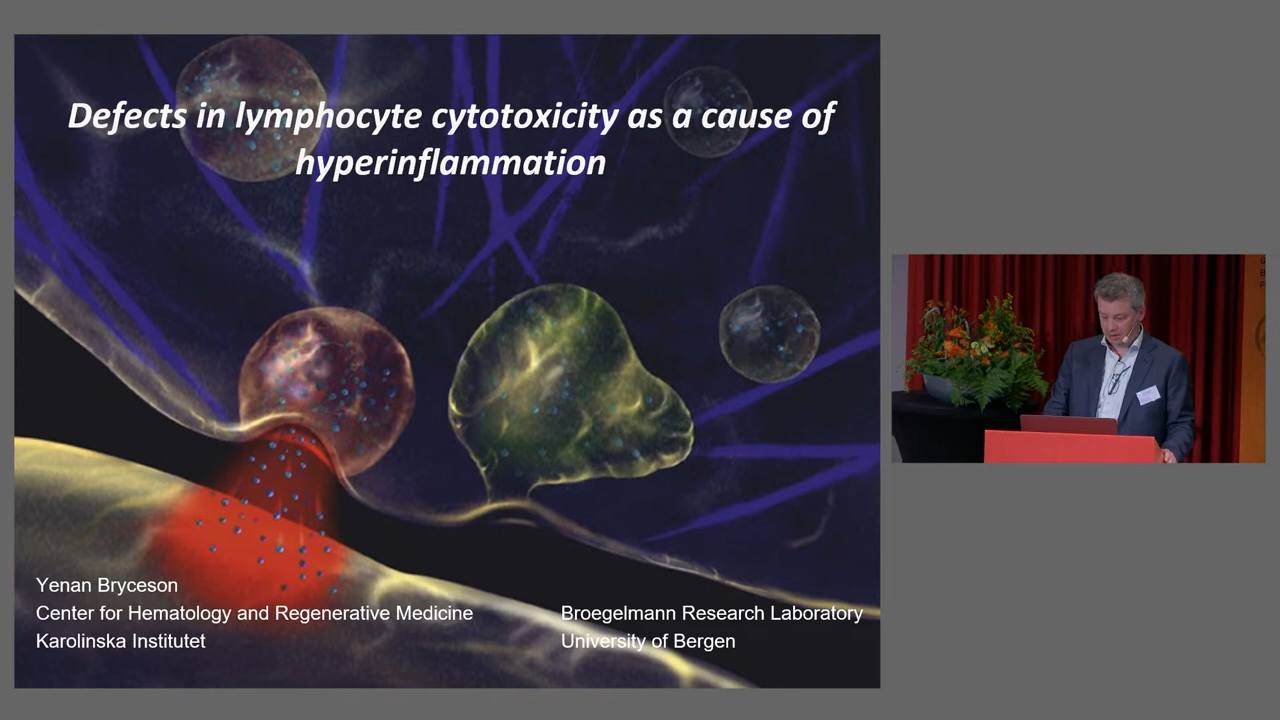 Defects in lymphocyte cytotoxicity as a cause of
hyperinflammation
Yenan Bryceson
Center for Hematology and Regenerative Medicine
Karolinska Institutet
Broegelmann Research Laboratory
University of Bergen